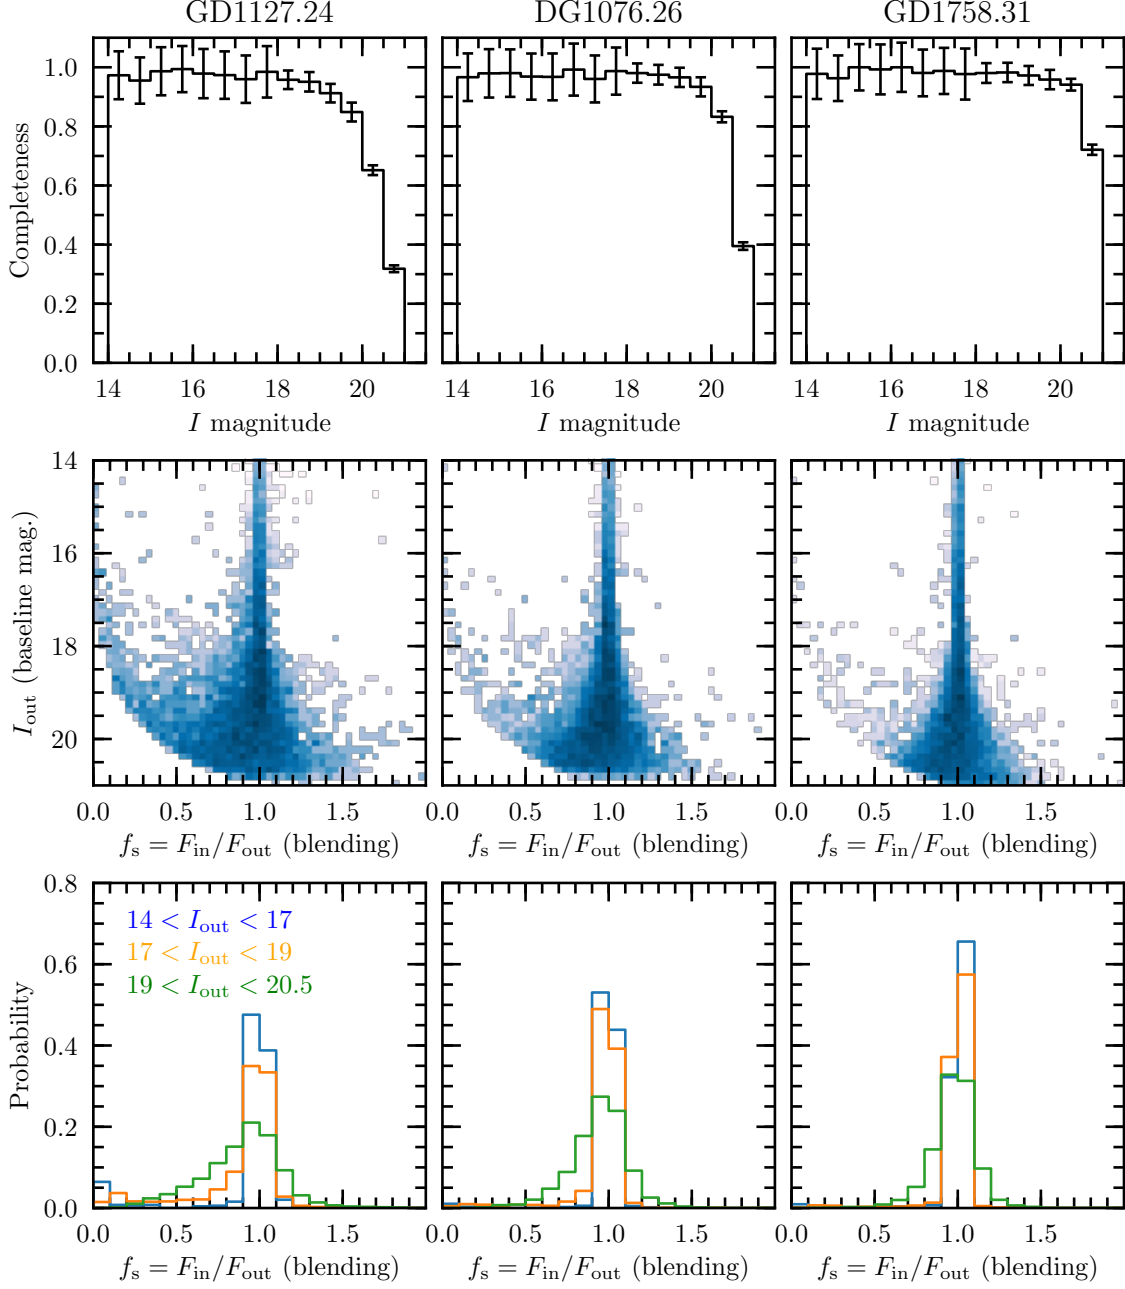 GD1127.24 DG1076.26 GD1758.31
Completeness
1.0
0.8
0.6
0.4
0.2
0.0
14 16 18 20 14 16 18 20 14 16 18 20
I magnitude I magnitude I magnitude
I_out (baseline mag.)
14
16
18
20
0.0 0.5 1.0 1.5 0.0 0.5 1.0 1.5 0.0 0.5 1.0 1.5
f_s = F_in/F_out (blending) f_s = F_in/F_out (blending) f_s = F_in/F_out (blending)
Probability
0.8
0.6
0.4
0.2
0.0
14 < I_out < 17
17 < I_out < 19
19 < I_out < 20.5
0.0 0.5 1.0 1.5 0.0 0.5 1.0 1.5 0.0 0.5 1.0 1.5
f_s = F_in/F_out (blending) f_s = F_in/F_out (blending) f_s = F_in/F_out (blending)